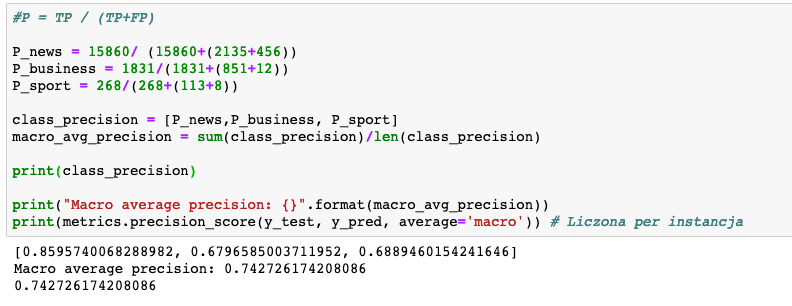 #P = TP / (TP+FP)
P_news = 15860/ (15860+(2135+456))
P_business = 1831/(1831+(851+12))
P_sport = 268/(268+(113+8))
class_precision = [P_news,P_business, P_sport]
macro_avg_precision = sum(class_precision)/len(class_precision)
print(class_precision)
print("Macro average precision: {}".format(macro_avg_precision))
print(metrics.precision_score(y_test, y_pred, average='macro')) # Liczona per instancja
[0.8595740068288982, 0.6796585003711952, 0.6889460154241646]
Macro average precision: 0.742726174208086
0.742726174208086